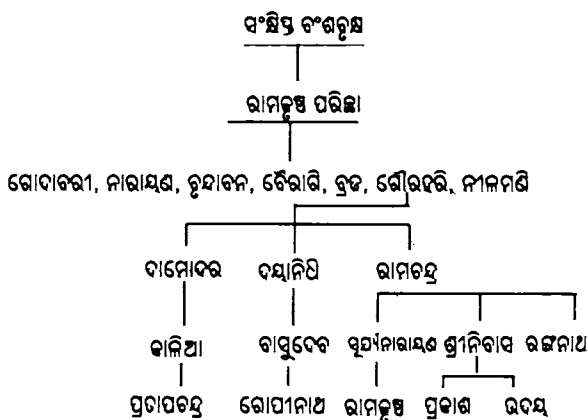 ସଂକ୍ଷିପ୍ତ ବଂଶବୃକ୍ଷ
ରାମକୃଷ୍ଣ ପରିଚ୍ଛା
ଗୋଦାବରୀ, ନାରାୟଣ, ବୃନ୍ଦାବନ, ବୈରାଗି, ବ୍ରଜ, ଗୌରହରି, ନୀଳମଣି
ଦାମୋଦର ଦୟାନିଧି ରାମଚନ୍ଦ୍ର
କାଳିଆ ବାସୁଦେବ ସୂର୍ଯ୍ୟନାରାୟଣ ଶ୍ରୀନିବାସ ରଙ୍ଗନାଥ
ପ୍ରତାପଚନ୍ଦ୍ର ଗୋପୀନାଥ ରାମକୃଷ୍ଣ ପ୍ରକାଶ ଉଦୟ